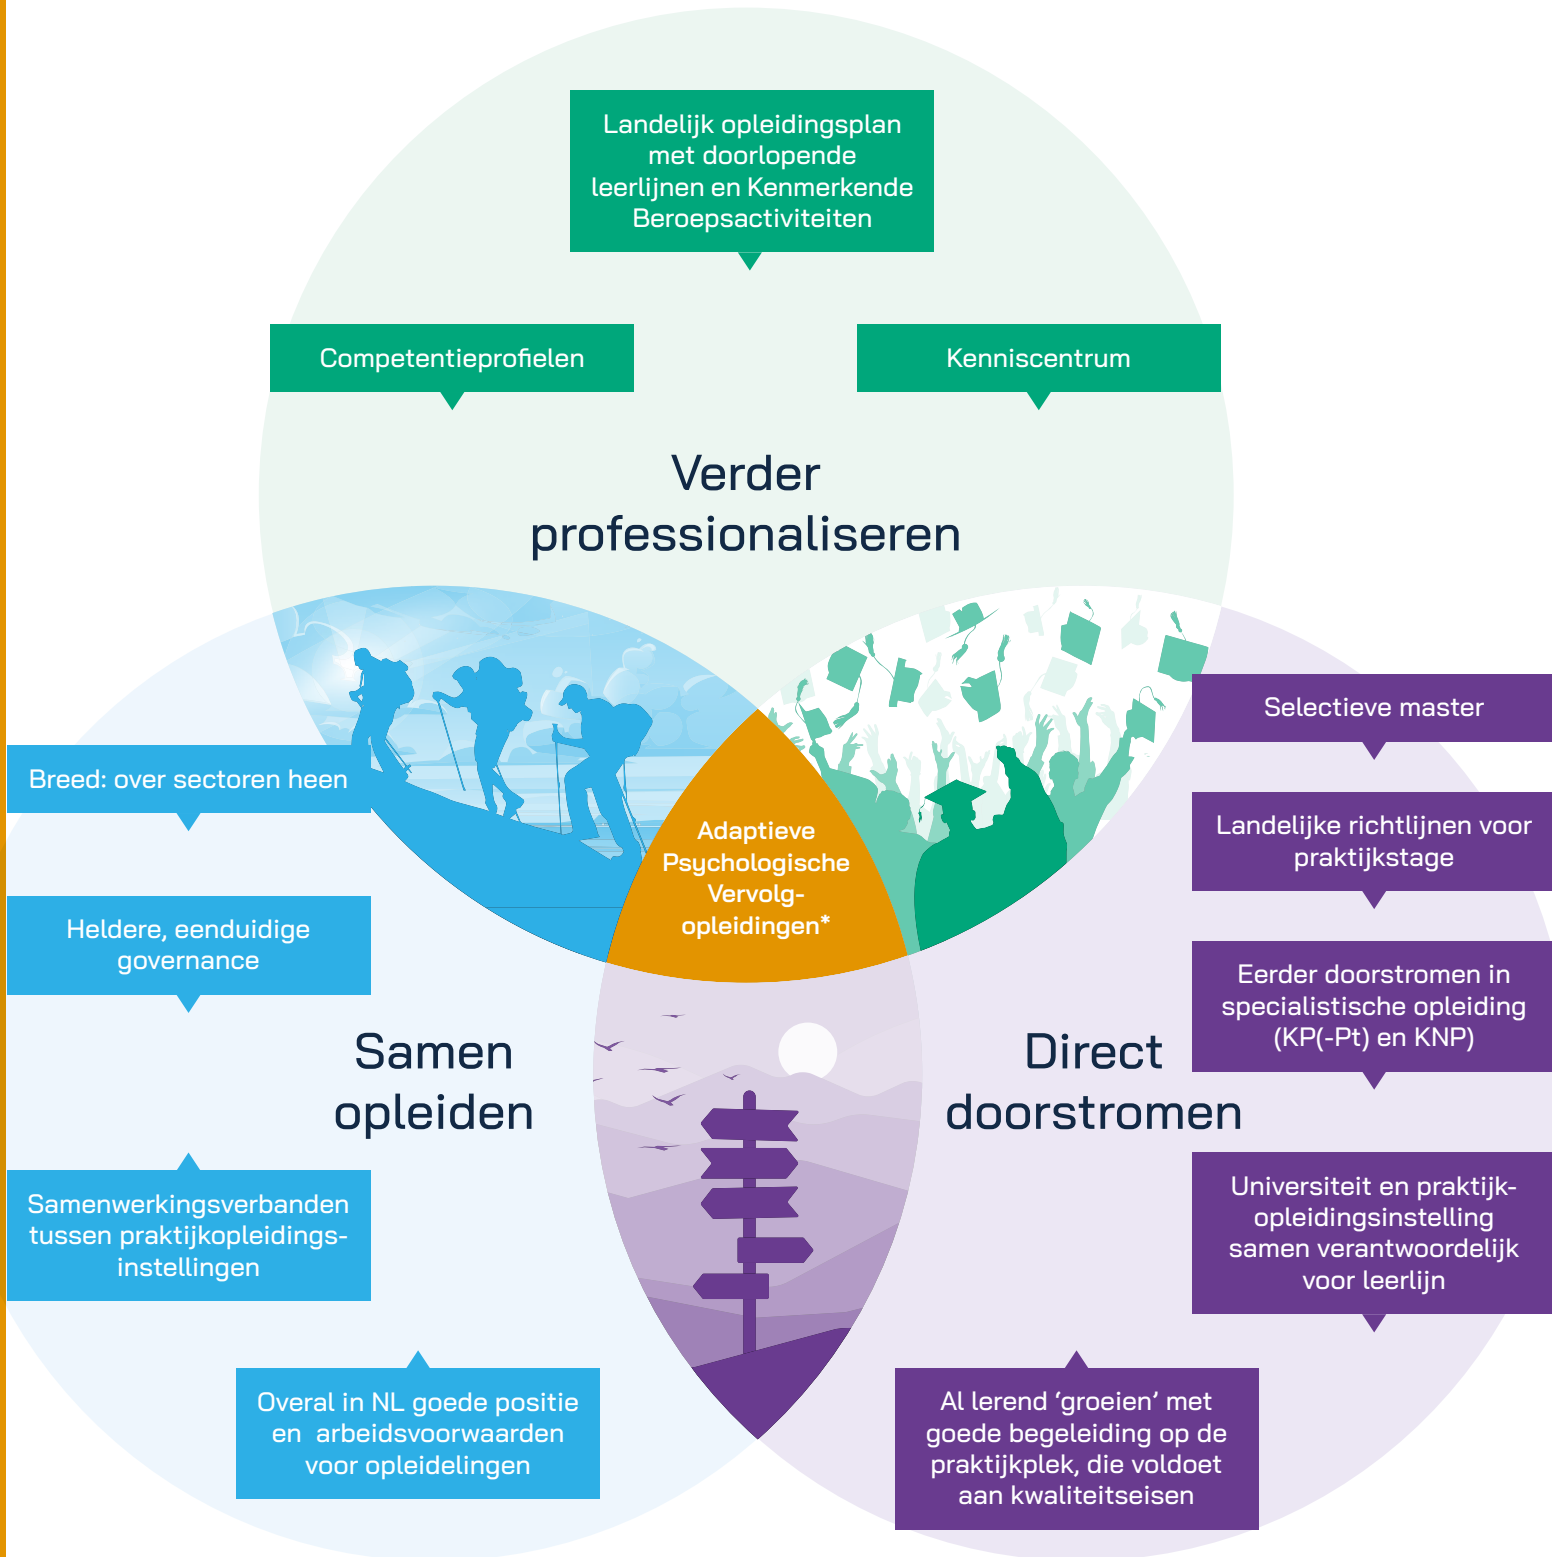 Landelijk opleidingsplan
met doorlopende
leerlijnen en Kenmerkende
Beroepsactiviteiten
Competentieprofielen
Kenniscentrum
Verder
professionaliseren
Breed: over sectoren heen
Heldere, eenduidige
governance
Samen
opleiden
Samenwerkingsverbanden
tussen praktijkopleidings-
instellingen
Overal in NL goede positie
en arbeidsvoorwaarden
voor opleidelingen
Adaptieve
Psychologische
Vervolg-
opleidingen*
Selectieve master
Landelijke richtlijnen voor
praktijkstage
Eerder doorstromen in
specialistische opleiding
(KP(-Pt) en KNP)
Direct
doorstromen
Universiteit en praktijk-
opleidingsinstelling
samen verantwoordelijk
voor leerlijn
Al lerend ‘groeien’ met
goede begeleiding op de
praktijkplek, die voldoet
aan kwaliteitseisen